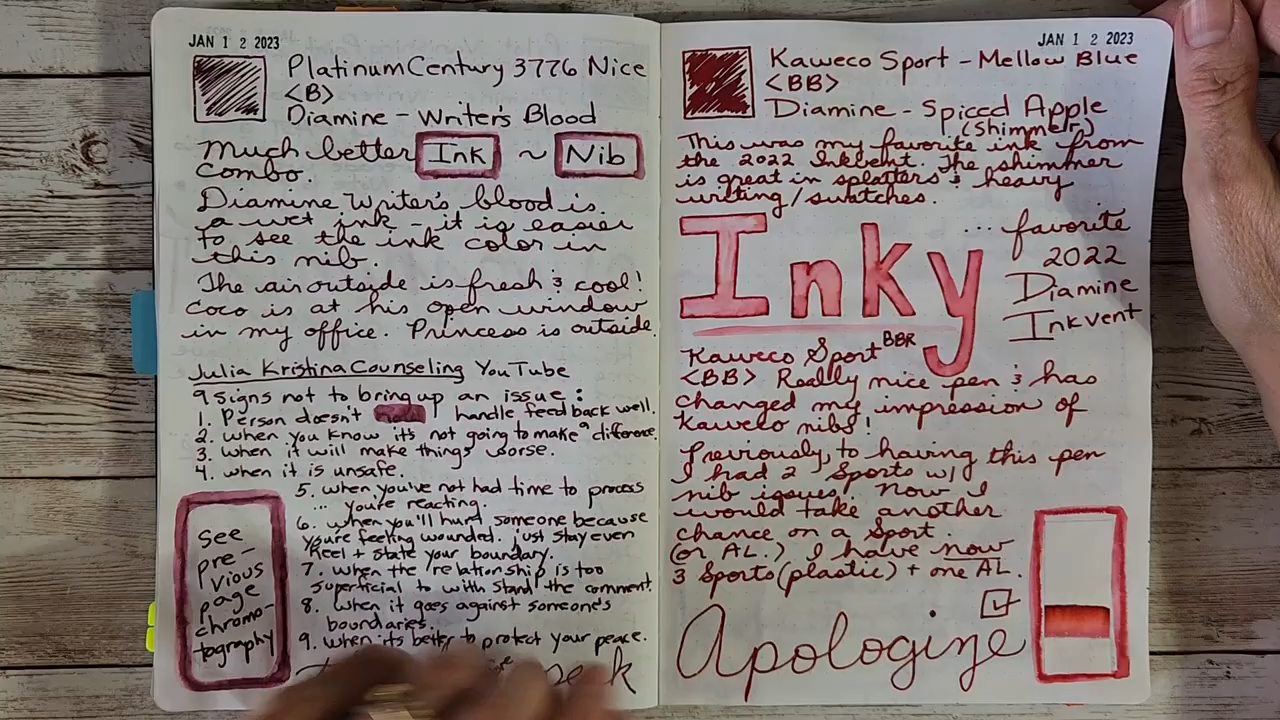 JAN 1 2 2023
Platinum Century 3776 Nice
<B>
Diamine - Writer's Blood
Much better Ink ~ Nib
combo.
Diamine Writer's blood is
a wet ink - it is easier
to see the ink color in
this nib.
The air outside is fresh & cool!
Coco is at his open window
in my office. Princess is outside.
Julia Kristina Counseling YouTube
9 signs not to bring up an issue:
1. Person doesn't handle feedback well.
2. when you know it's not going to make a difference.
3. when it will make things worse.
4. when it is unsafe.
5. when you've not had time to process
... you're reacting.
6. when you'll hurt someone because
you're feeling wounded. just stay even
keel + state your boundary.
7. when the relationship is too
superficial to with stand the comment.
8. when it goes against someone's
boundaries.
9. when its better to protect your peace.
see
pre-
vious
page
chroma-
tography
JAN 1 2 2023
Kaweco Sport - Mellow Blue
<BB>
Diamine - Spiced Apple
(Shimmer)
This was my favorite ink from
the 2022 Inkvent. The shimmer
is great in splatters & heavy
writing/swatches.
Inky
... favorite
2022
Diamine
Inkvent
BBR
Kaweco Sport
<BB> Really nice pen & has
changed my impression of
Kaweco nibs!
Previously, to having this pen
I had 2 Sports w/
nib issues. Now I
would take another
chance on a Sport.
(or AL.) I have now
3 Sports (plastic) + one AL.
Apologize